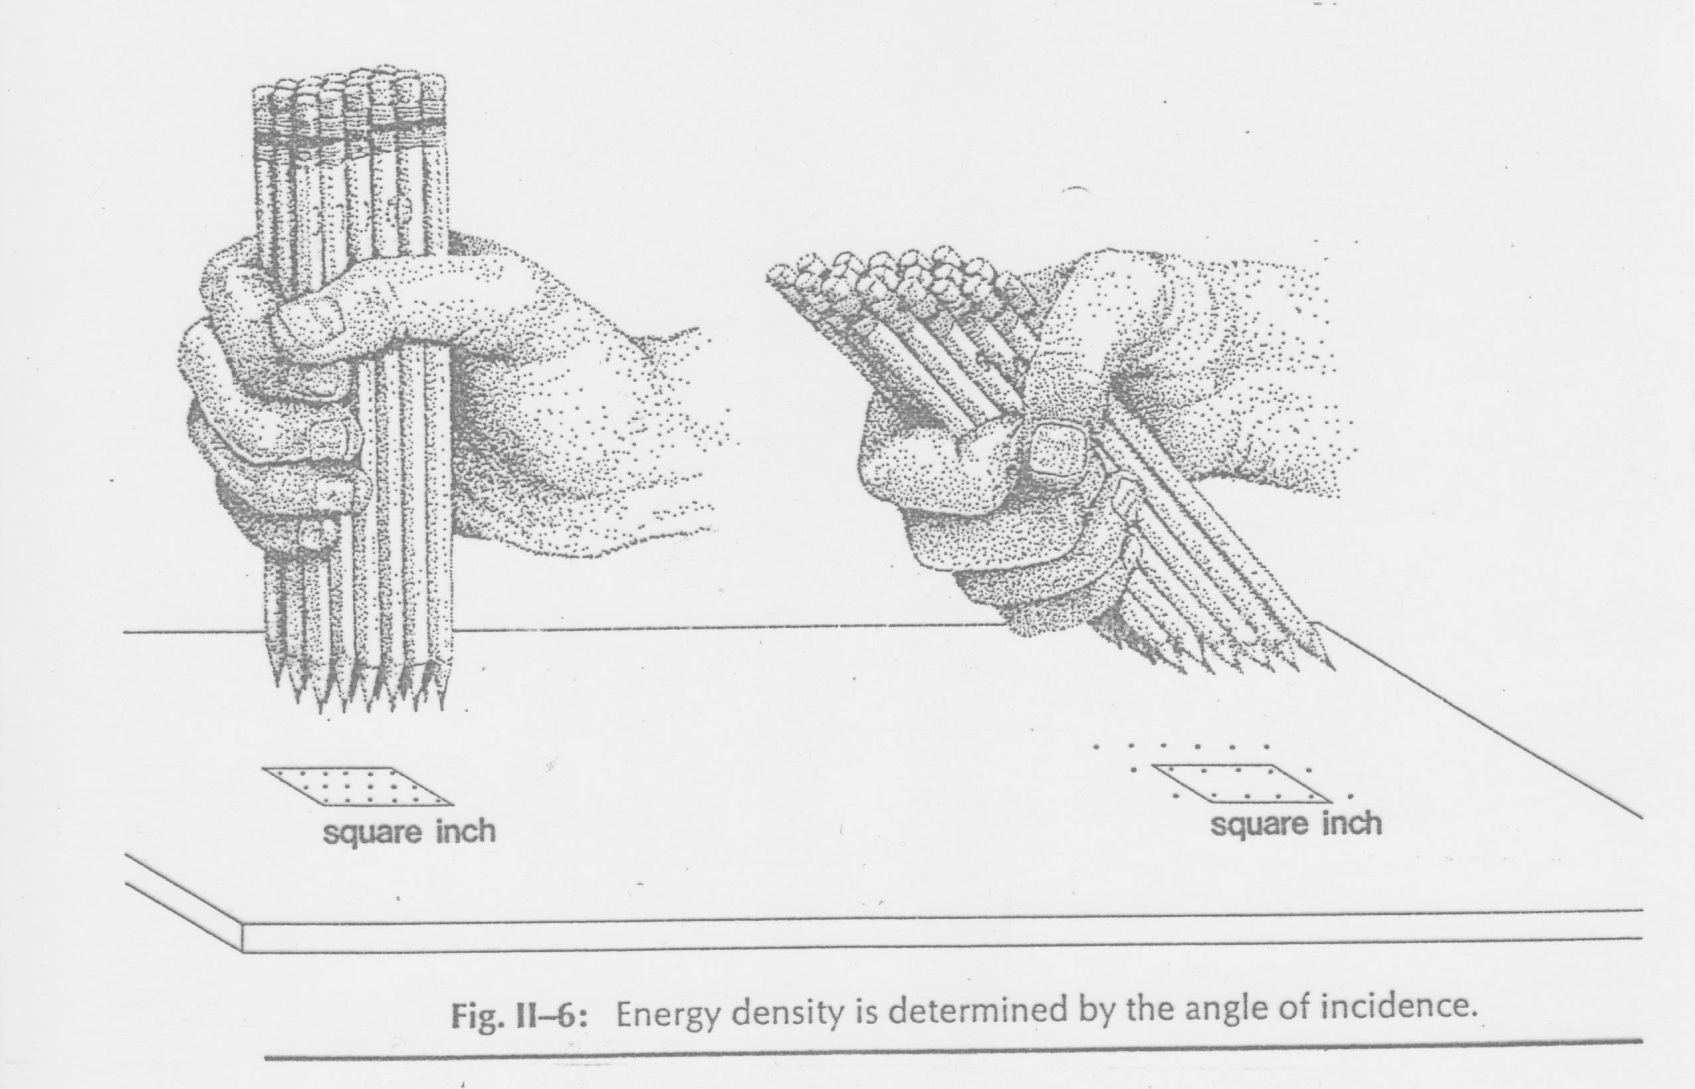 square inch
square inch
Fig. II–6: Energy density is determined by the angle of incidence.